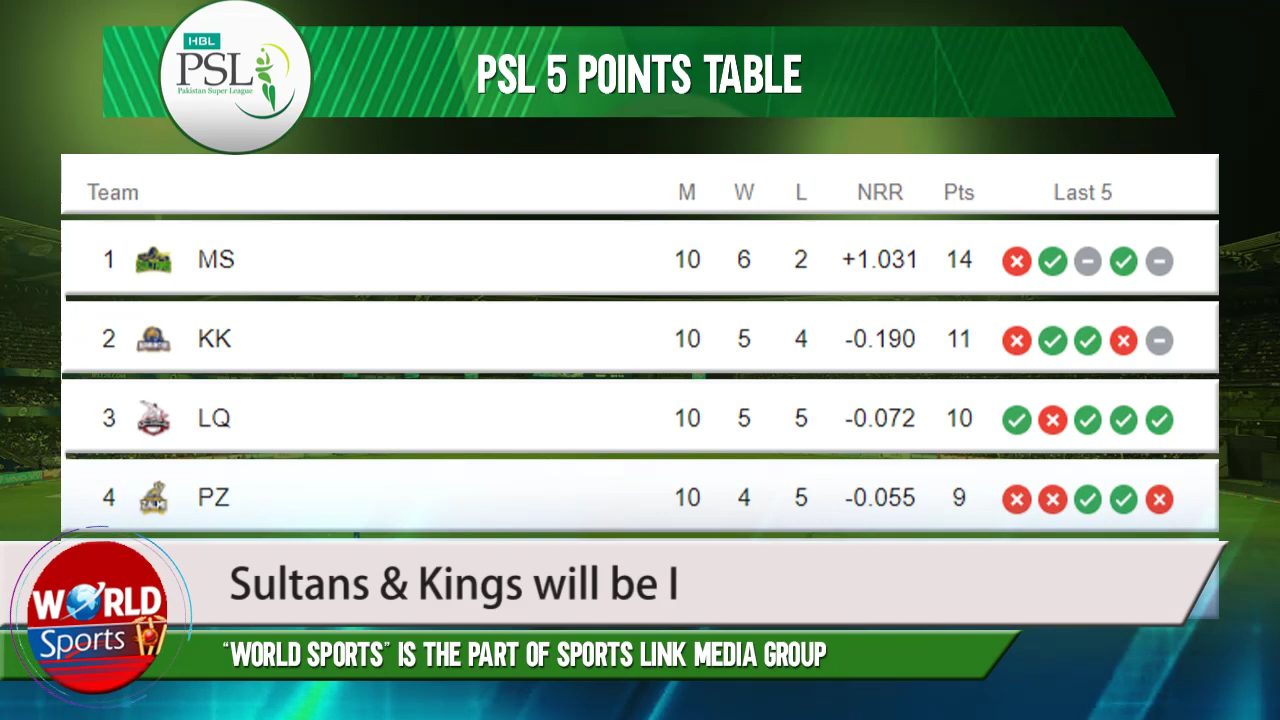 HBL
PSL
Pakistan Super League
PSL 5 POINTS TABLE
Team M W L NRR Pts Last 5
1 MS 10 6 2 +1.031 14
2 KK 10 5 4 -0.190 11
3 LQ 10 5 5 -0.072 10
4 ZALMI PZ 10 4 5 -0.055 9
Sultans & Kings will be I
WORLD
Sports
“WORLD SPORTS” IS THE PART OF SPORTS LINK MEDIA GROUP